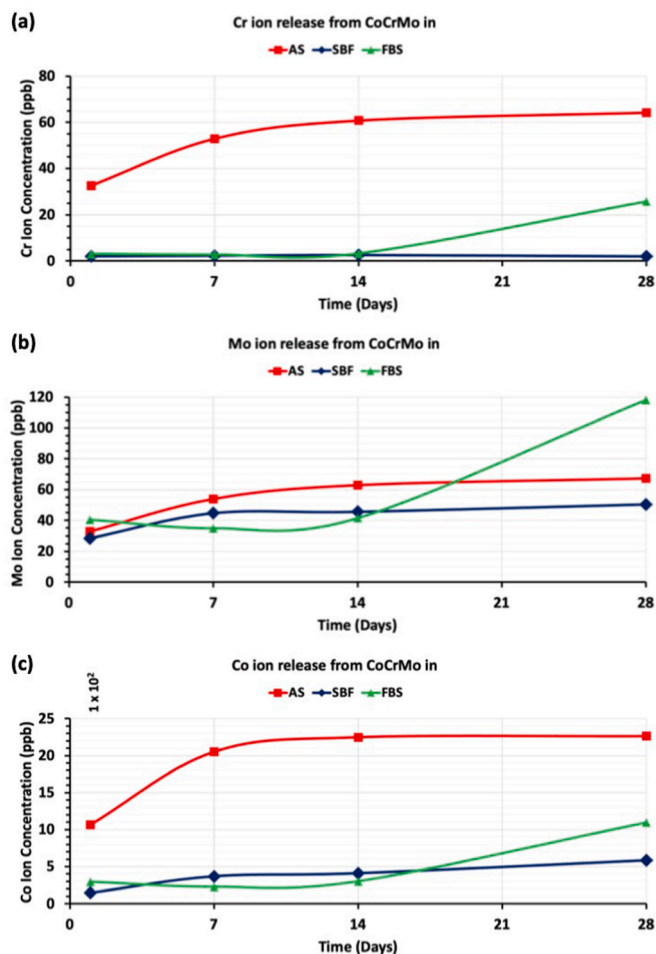 (a)
Cr ion release from CoCrMo in
AS SBF FBS
Cr Ion Concentration (ppb)
80
60
40
20
0
0 7 14 21 28
Time (Days)
(b)
Mo ion release from CoCrMo in
AS SBF FBS
Mo Ion Concentration (ppb)
120
100
80
60
40
20
0
0 7 14 21 28
Time (Days)
(c)
Co ion release from CoCrMo in
1 x 10²
AS SBF FBS
Co Ion Concentration (ppb)
25
20
15
10
5
0
0 7 14 21 28
Time (Days)